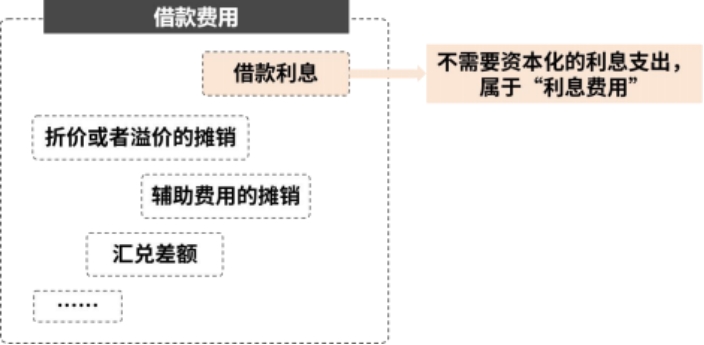 借款费用
借款利息
不需要资本化的利息支出，
属于“利息费用”
折价或者溢价的摊销
辅助费用的摊销
汇兑差额
……